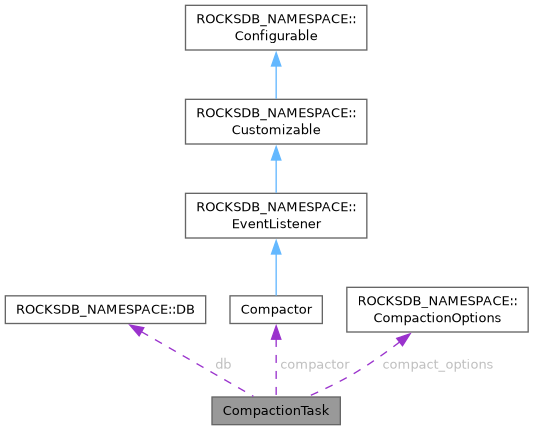 ROCKSDB_NAMESPACE::
Configurable
ROCKSDB_NAMESPACE::
Customizable
ROCKSDB_NAMESPACE::
EventListener
ROCKSDB_NAMESPACE::DB
Compactor
ROCKSDB_NAMESPACE::
CompactionOptions
db
compactor
compact_options
CompactionTask